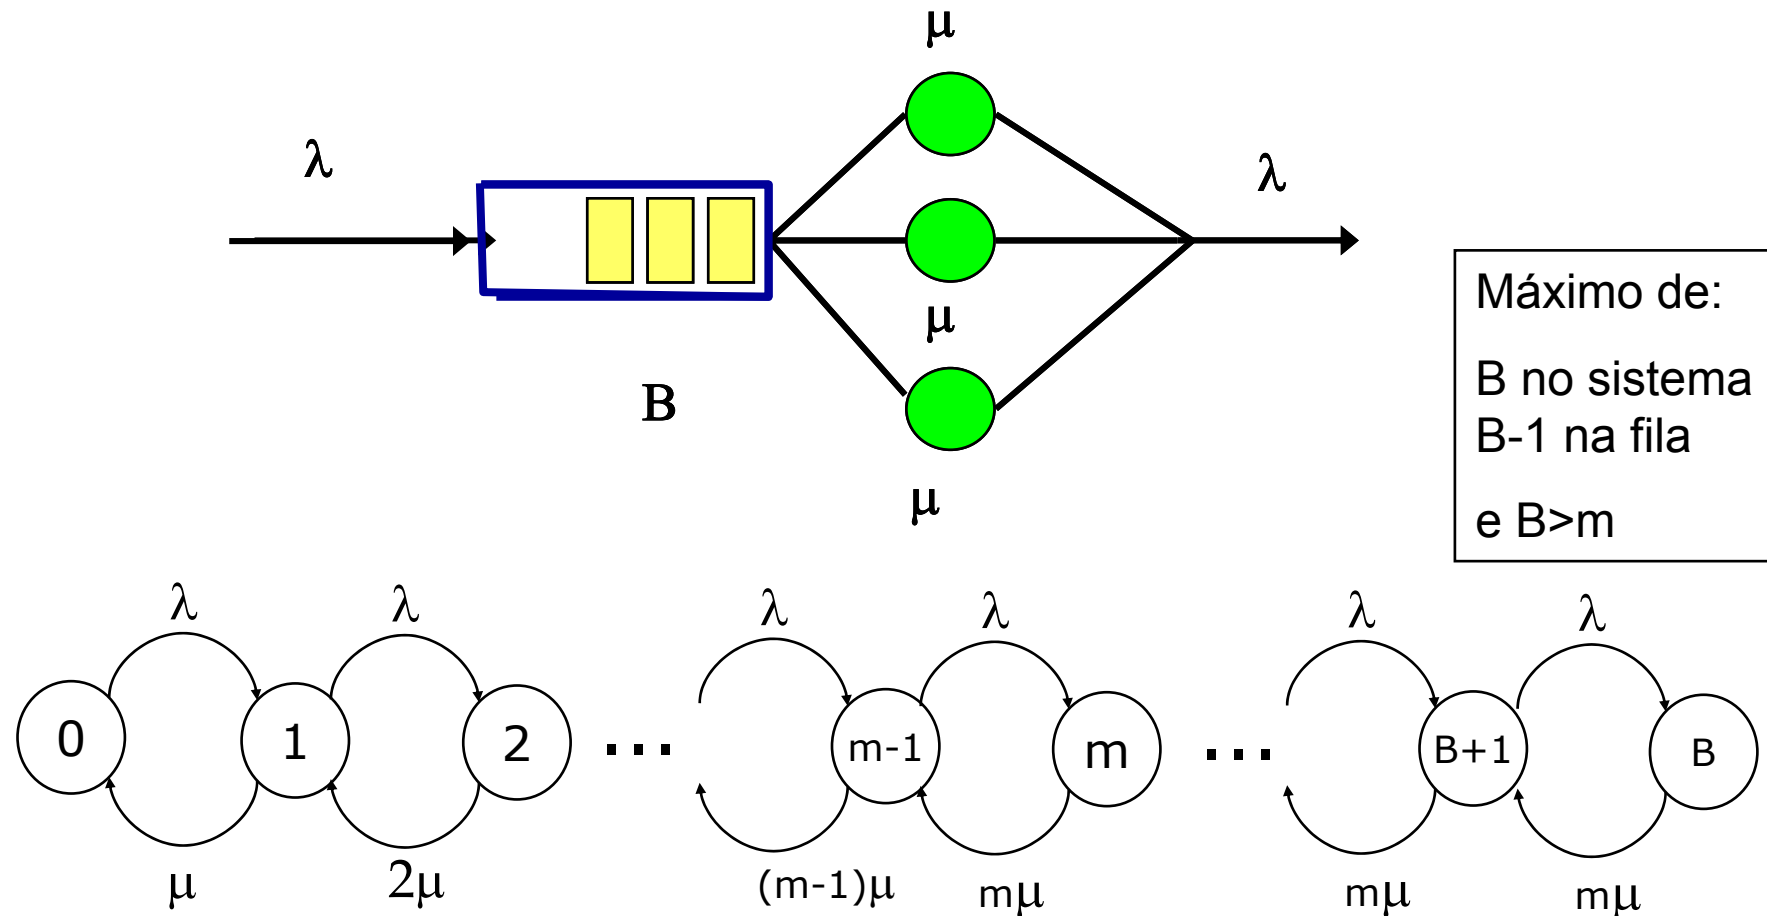 μ
λ
λ
μ
B
μ
Máximo de:
B no sistema
B-1 na fila
e B>m
λ λ λ λ λ λ
0 1 2 ... m-1 m ... B+1 B
μ 2μ (m-1)μ mμ mμ mμ